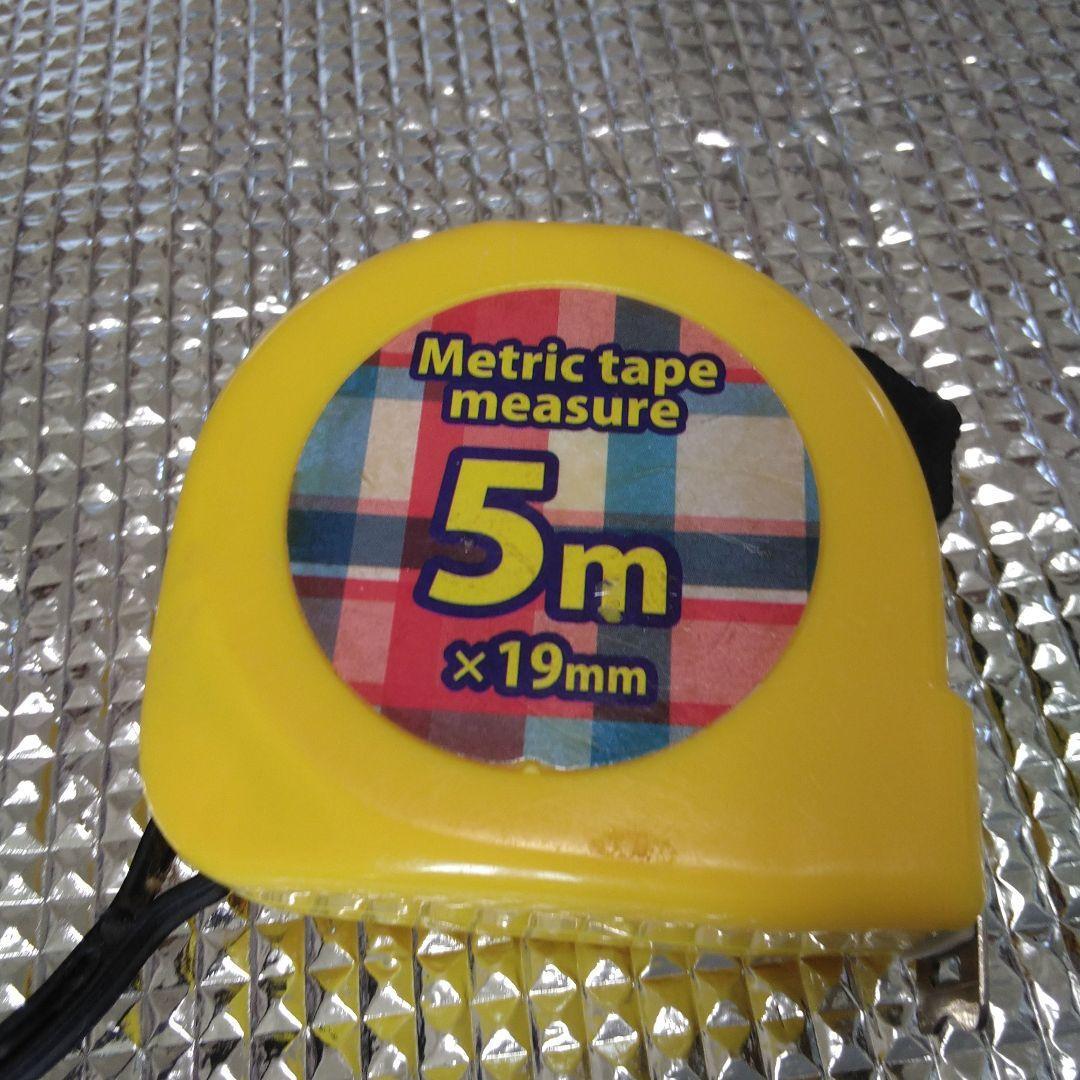 Metric tape
measure
5m
×19mm